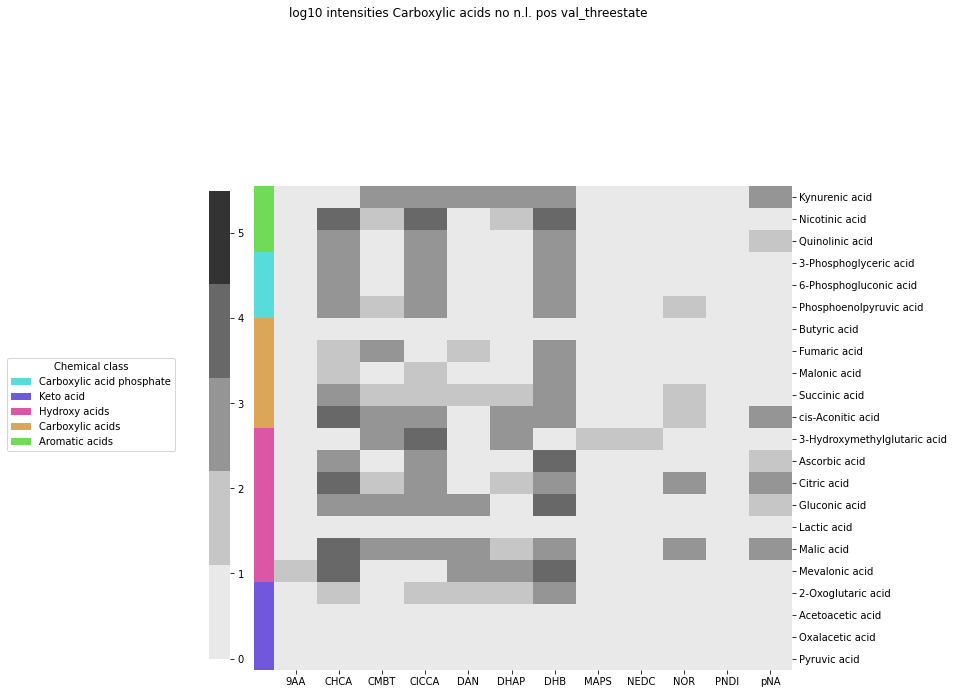 log10 intensities Carboxylic acids no n.l. pos val_threestate
Chemical class
Carboxylic acid phosphate
Keto acid
Hydroxy acids
Carboxylic acids
Aromatic acids
5
4
3
2
1
0
Kynurenic acid
Nicotinic acid
Quinolinic acid
3-Phosphoglyceric acid
6-Phosphogluconic acid
Phosphoenolpyruvic acid
Butyric acid
Fumaric acid
Malonic acid
Succinic acid
cis-Aconitic acid
3-Hydroxymethylglutaric acid
Ascorbic acid
Citric acid
Gluconic acid
Lactic acid
Malic acid
Mevalonic acid
2-Oxoglutaric acid
Acetoacetic acid
Oxalacetic acid
Pyruvic acid
9AA CHCA CMBT ClCCA DAN DHAP DHB MAPS NEDC NOR PNDI pNA